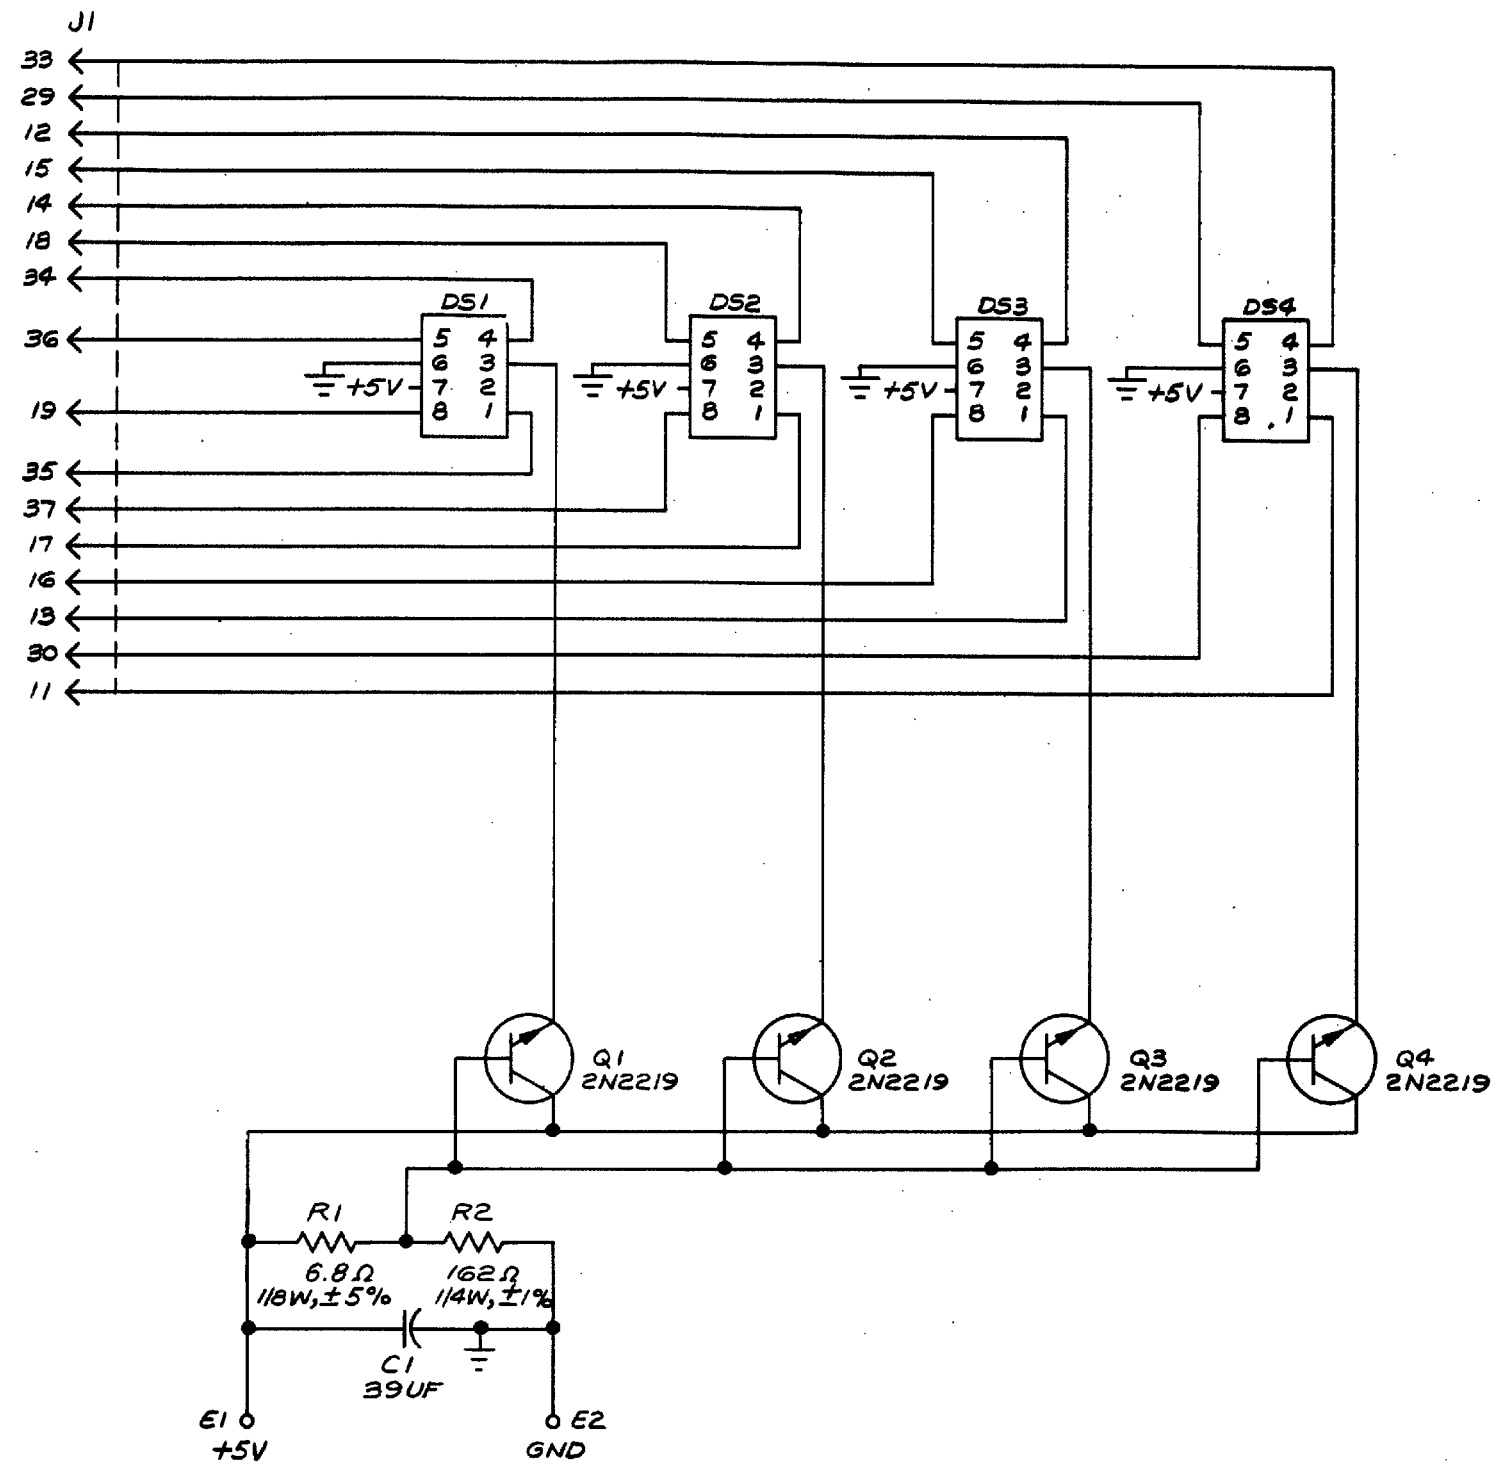 J1
33
29
12
15
14
18
34
36
19
35
37
17
16
13
30
11
DS1
5 4
6 3
+5V 7 2
8 1
DS2
5 4
6 3
+5V 7 2
8 1
DS3
5 4
6 3
+5V 7 2
8 1
DS4
5 4
6 3
+5V 7 2
8 1
Q1
2N2219
Q2
2N2219
Q3
2N2219
Q4
2N2219
R1
6.8Ω
1/8W, ±5%
R2
162Ω
1/4W, ±1%
C1
39UF
E1
+5V
E2
GND